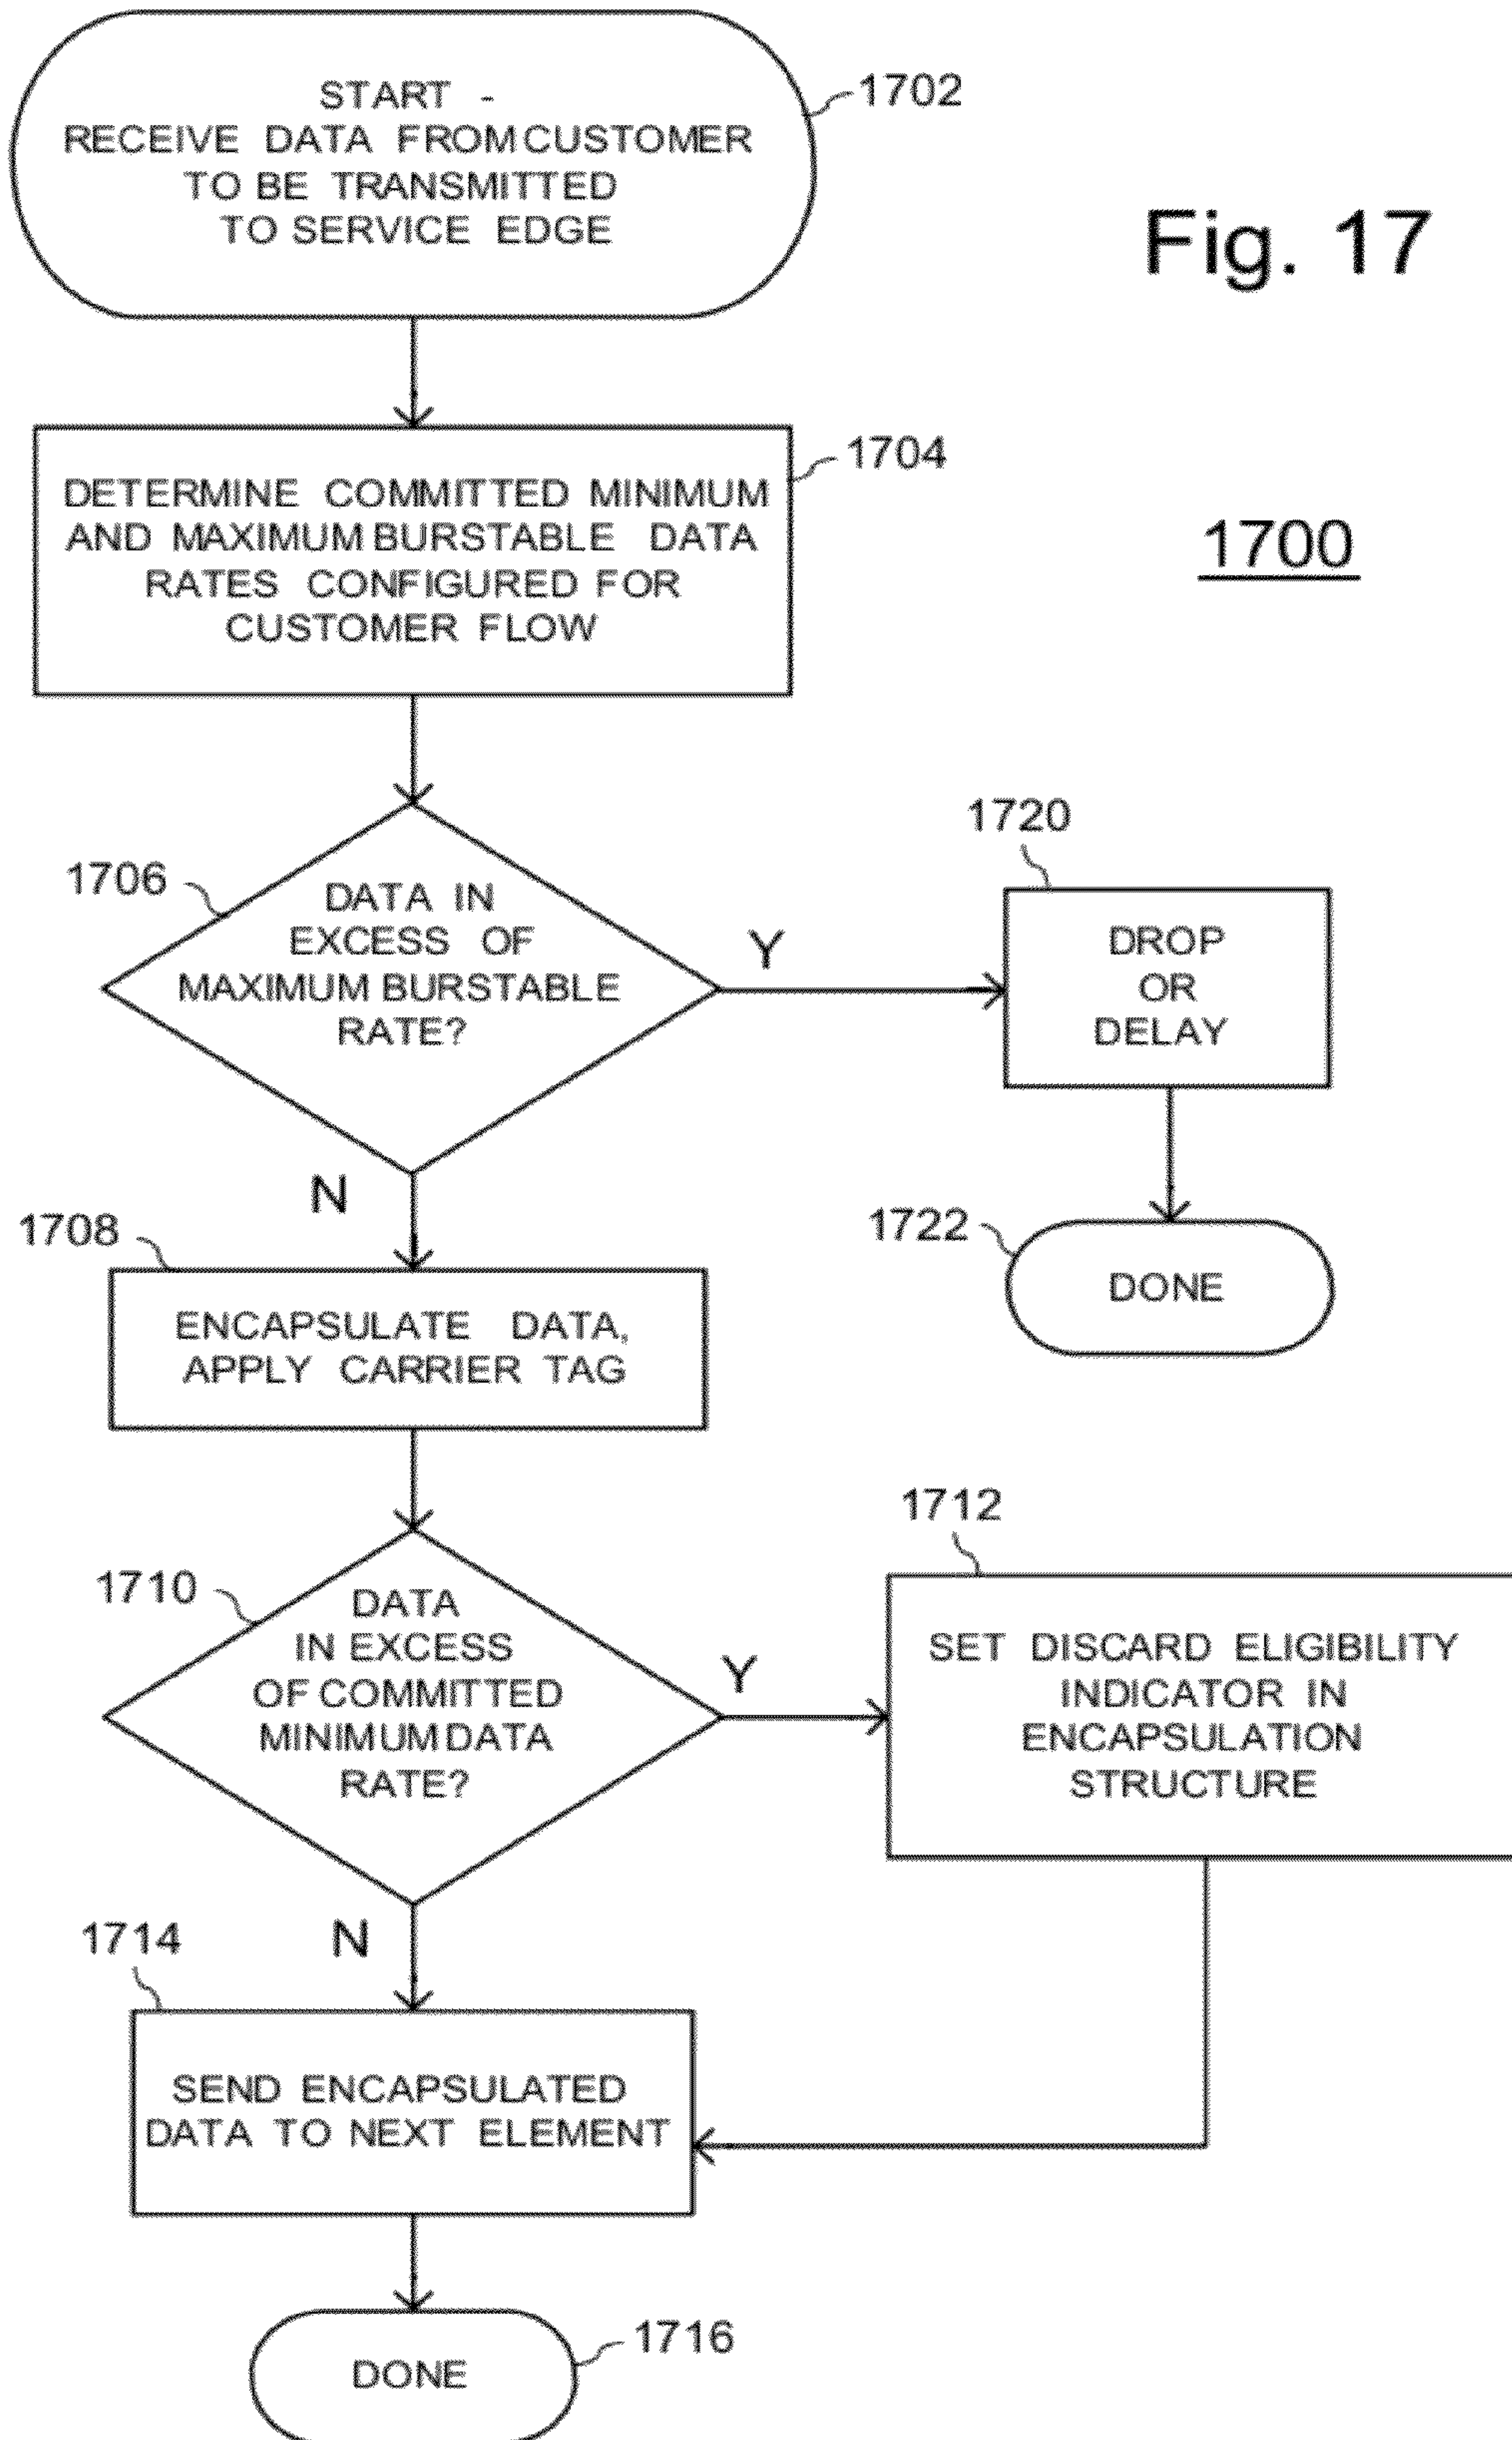 START -
RECEIVE DATA FROM CUSTOMER
TO BE TRANSMITTED
TO SERVICE EDGE
1702
Fig. 17
1700
DETERMINE COMMITTED MINIMUM
AND MAXIMUM BURSTABLE DATA
RATES CONFIGURED FOR
CUSTOMER FLOW
1704
1706
DATA IN
EXCESS OF
MAXIMUM BURSTABLE
RATE?
Y
N
1720
DROP
OR
DELAY
1722
DONE
1708
ENCAPSULATE DATA,
APPLY CARRIER TAG
1710
DATA
IN EXCESS
OF COMMITTED
MINIMUM DATA
RATE?
Y
N
1712
SET DISCARD ELIGIBILITY
INDICATOR IN
ENCAPSULATION
STRUCTURE
1714
SEND ENCAPSULATED
DATA TO NEXT ELEMENT
DONE
1716